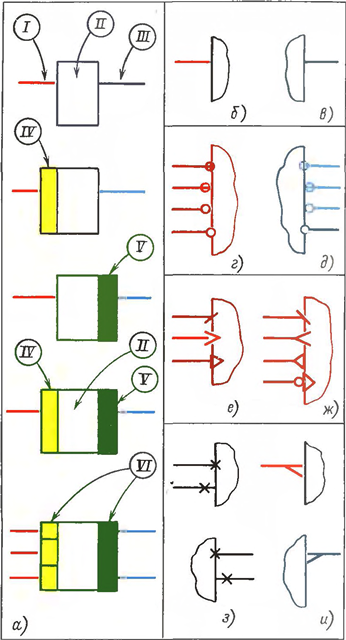 I II III
IV
V
IV II V
VI
а)
б) в)
г) д)
е) ж)
з) и)